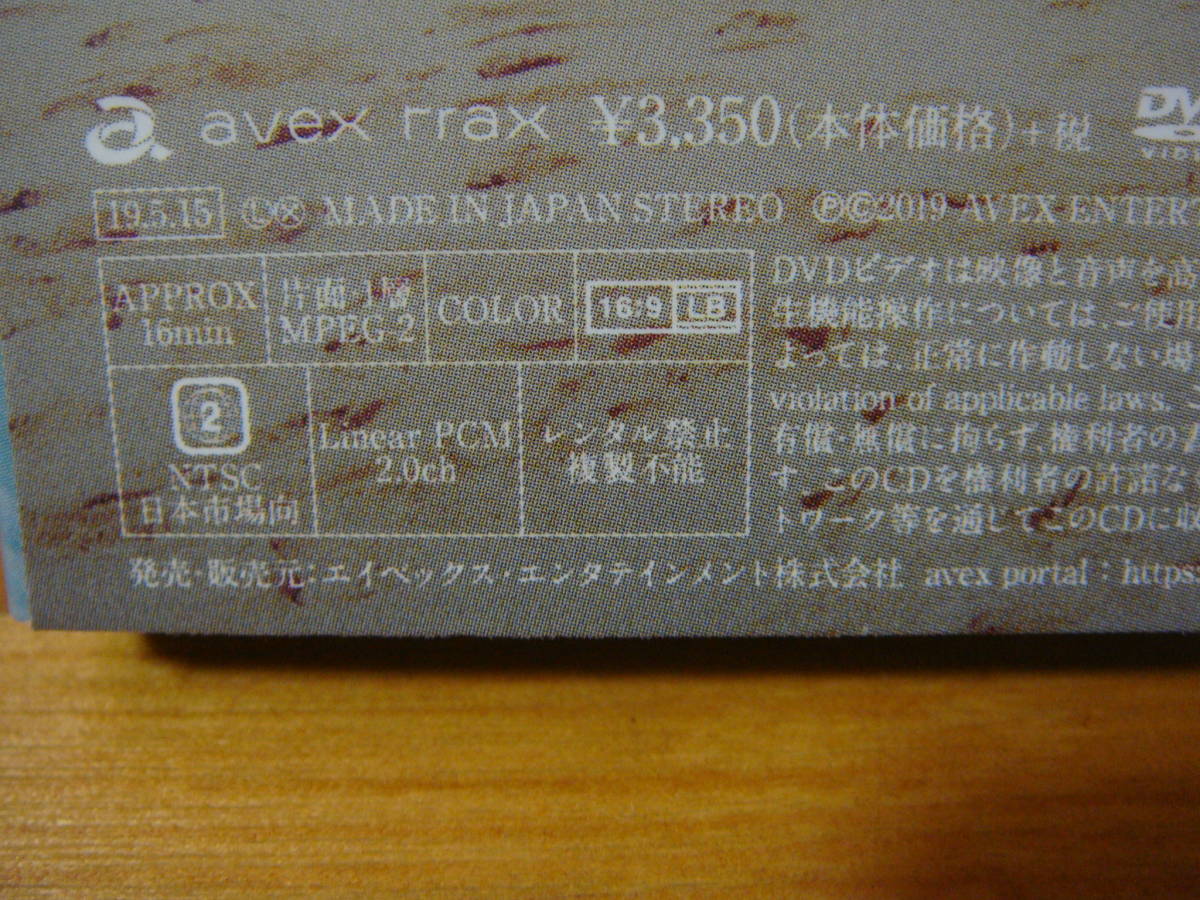 a avex trax ¥3,350(本体価格)+税 DV
VID
19.5.15 Ⓛ Ⓧ MADE IN JAPAN STEREO ⓅⒸ2019 AVEX ENTER
APPROX 16min
片面・1層 MPEG-2
COLOR
16:9 LB
2 NTSC 日本市場向
Linear PCM 2.0ch
レンタル禁止 複製不能
DVDビデオは映像と音声を高
生機能操作については、ご使用
よっては、正常に作動しない場
violation of applicable laws.
有償・無償に拘らず、権利者の
す このCDを権利者の許諾な
トワーク等を通じてこのCDに収
発売・販売元:エイベックス・エンタテインメント株式会社 avex portal : https: